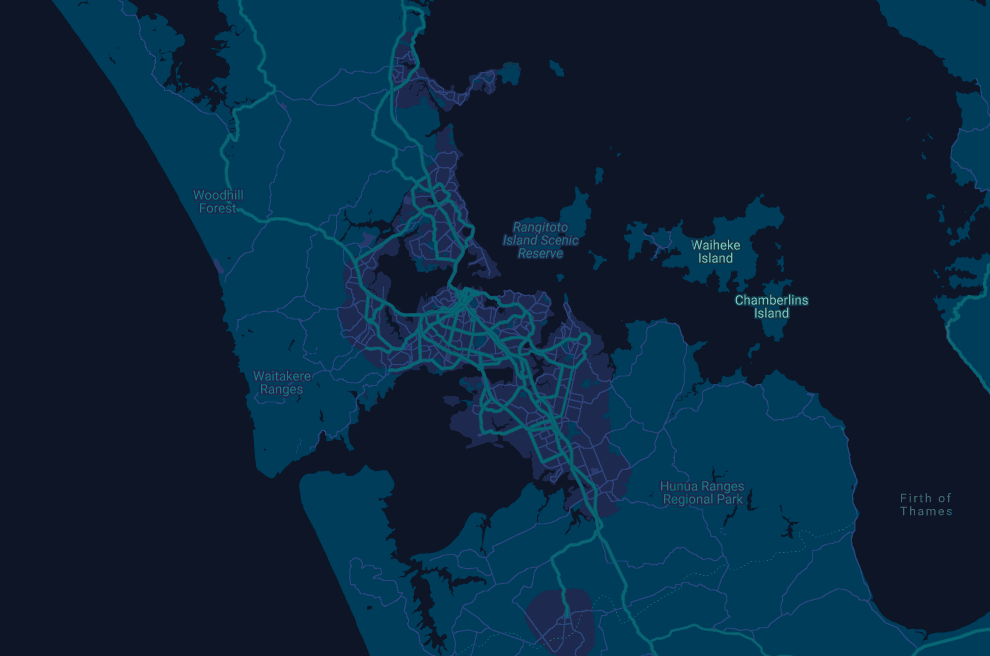 Woodhill
Forest
Rangitoto
Island Scenic
Reserve
Waiheke
Island
Chamberlins
Island
Waitakere
Ranges
Hunua Ranges
Regional Park
Firth of
Thames